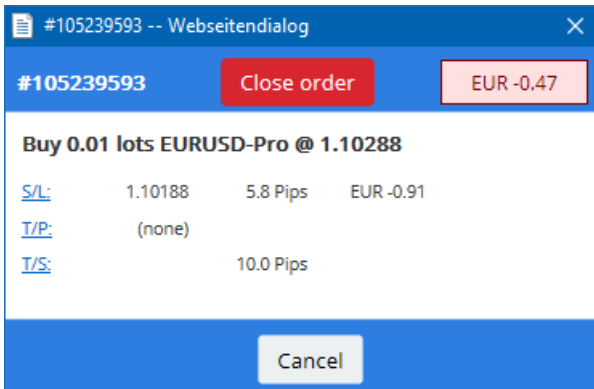 #105239593 -- Webseitendialog
#105239593 Close order EUR -0.47
Buy 0.01 lots EURUSD-Pro @ 1.10288
S/L: 1.10188 5.8 Pips EUR -0.91
T/P: (none)
T/S: 10.0 Pips
Cancel